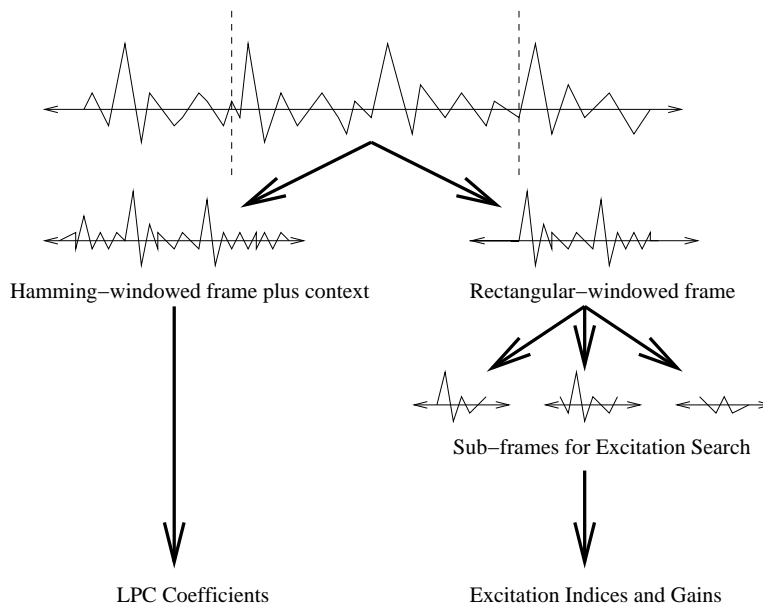 Hamming−windowed frame plus context
Rectangular−windowed frame
Sub−frames for Excitation Search
LPC Coefficients
Excitation Indices and Gains